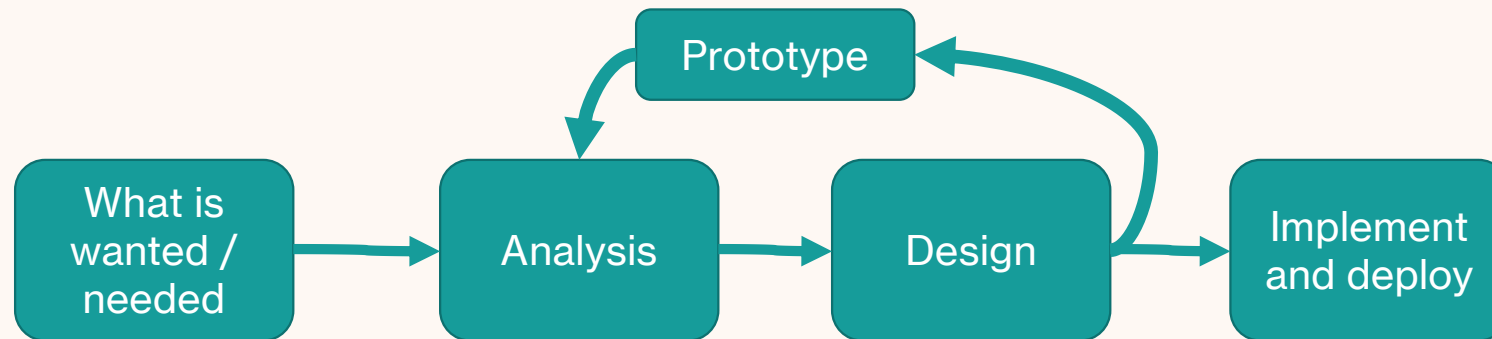 Prototype
What is
wanted /
needed
Analysis
Design
Implement
and deploy